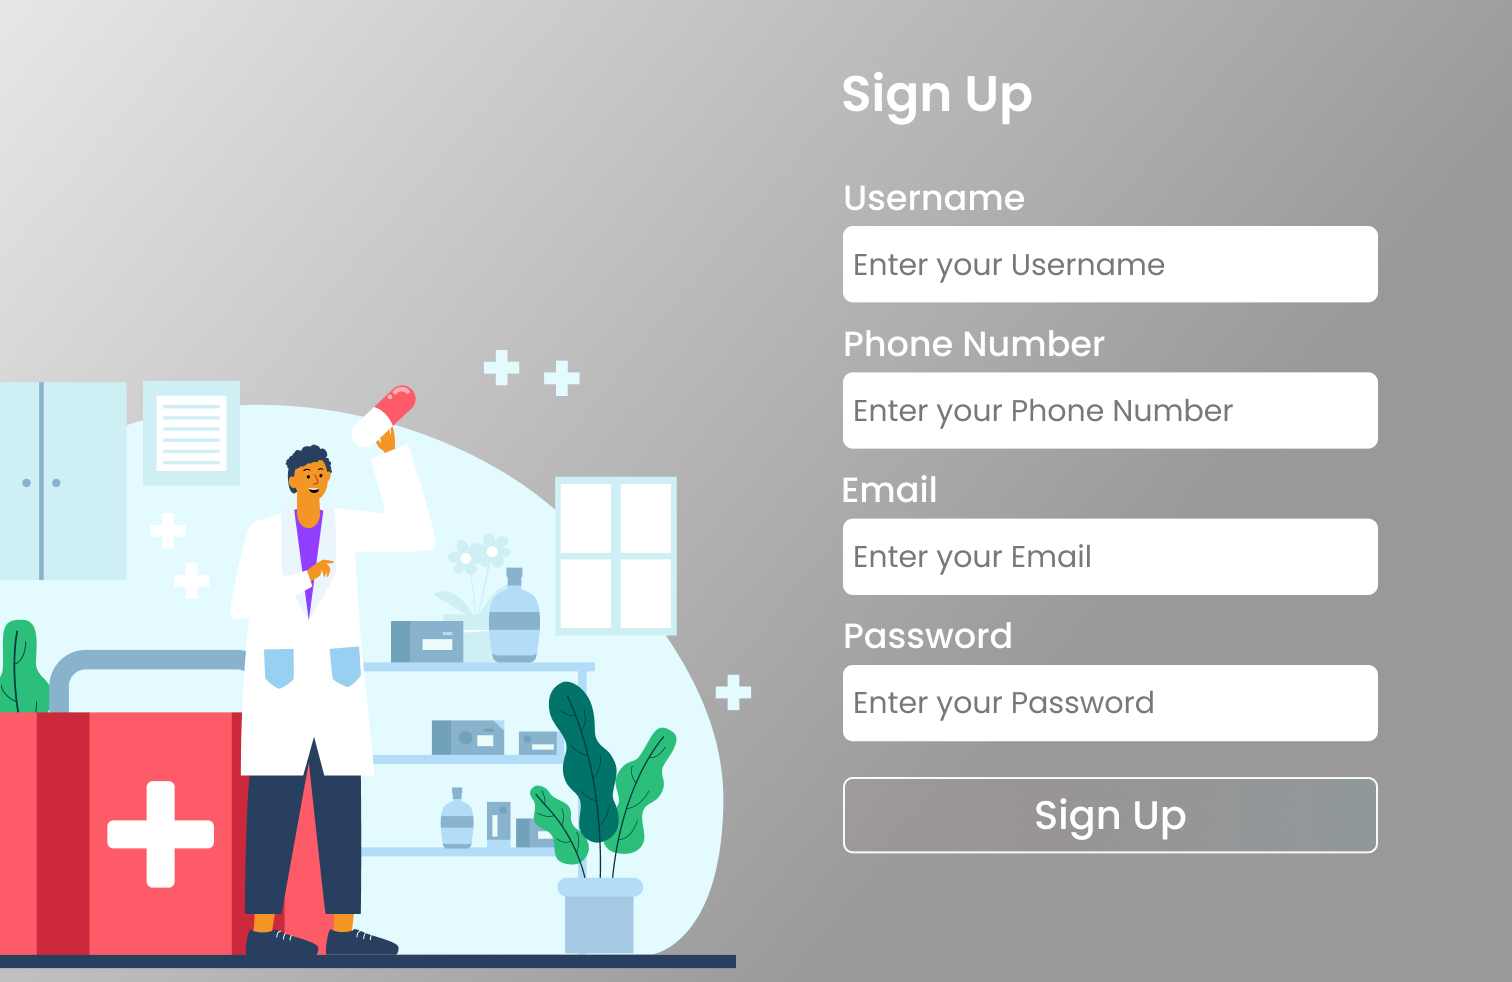 Sign Up
Username
Enter your Username
Phone Number
Enter your Phone Number
Email
Enter your Email
Password
Enter your Password
Sign Up